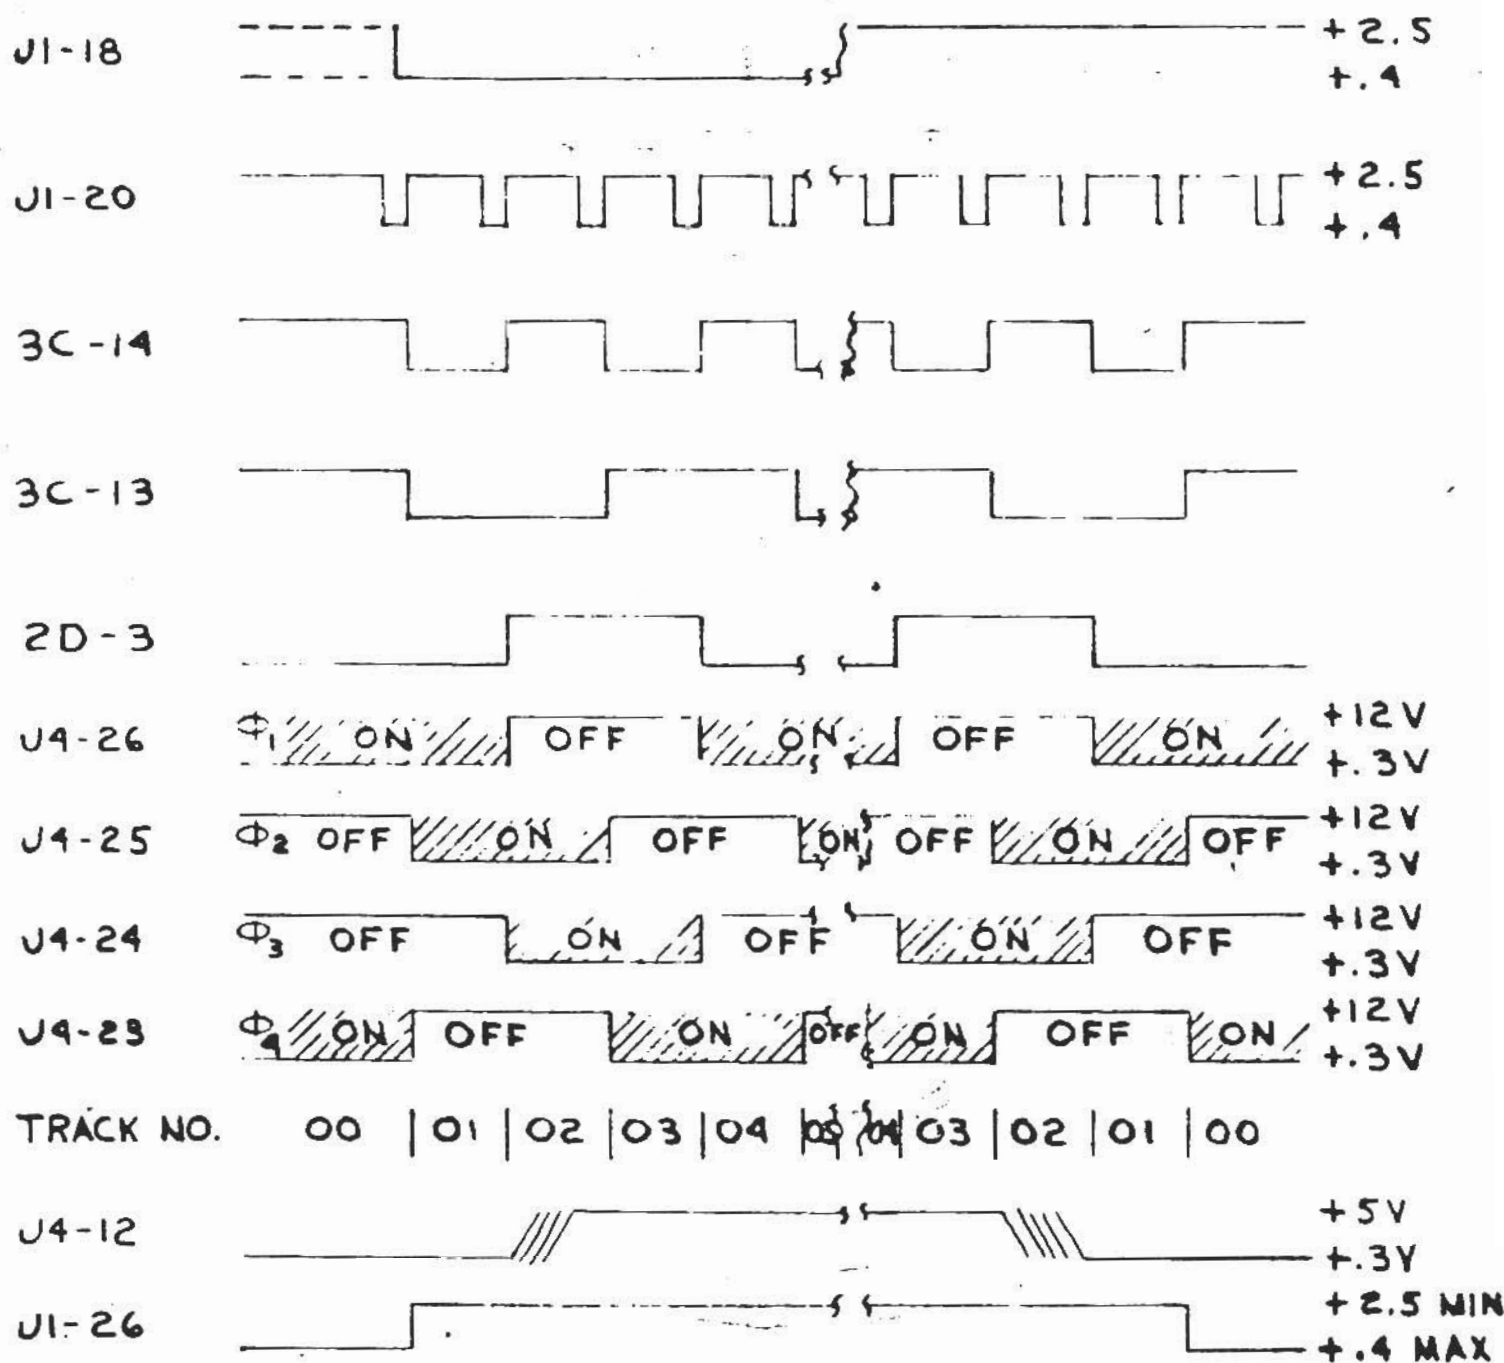 J1-18 +2.5
+.4
J1-20 +2.5
+.4
3C-14
3C-13
2D-3
J4-26 Φ1 ON OFF ON OFF ON +12V
+.3V
J4-25 Φ2 OFF ON OFF ON OFF ON OFF +12V
+.3V
J4-24 Φ3 OFF ON OFF ON OFF +12V
+.3V
J4-23 Φ4 ON OFF ON OFF ON OFF ON +12V
+.3V
TRACK NO. 00 01 02 03 04 05 04 03 02 01 00
J4-12 +5V
+.3V
J1-26 +2.5 MIN
+.4 MAX